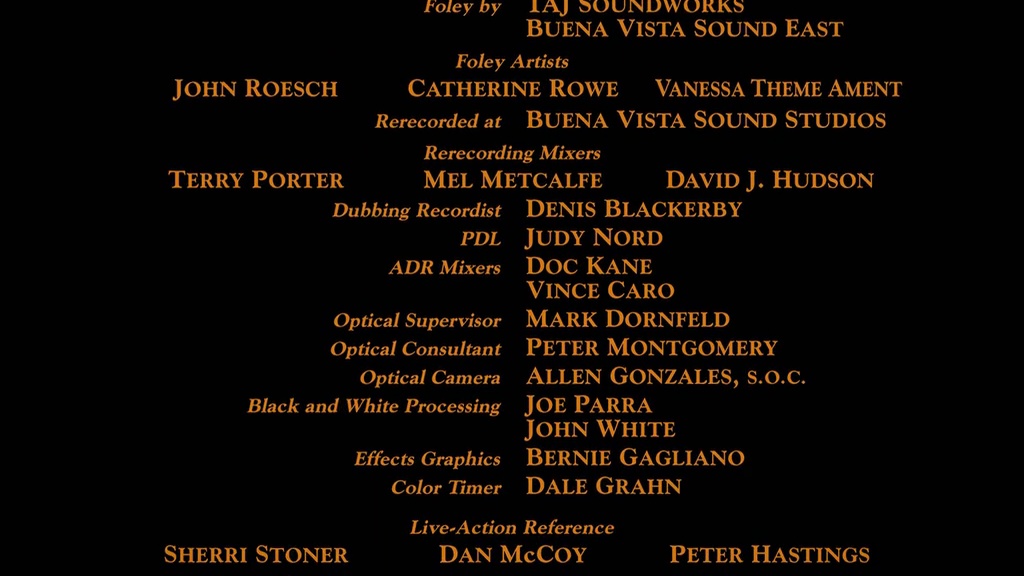 Foley by TAJ SOUNDWORKS
BUENA VISTA SOUND EAST
Foley Artists
JOHN ROESCH CATHERINE ROWE VANESSA THEME AMENT
Rerecorded at BUENA VISTA SOUND STUDIOS
Rerecording Mixers
TERRY PORTER MEL METCALFE DAVID J. HUDSON
Dubbing Recordist DENIS BLACKERBY
PDL JUDY NORD
ADR Mixers DOC KANE
VINCE CARO
Optical Supervisor MARK DORNFELD
Optical Consultant PETER MONTGOMERY
Optical Camera ALLEN GONZALES, S.O.C.
Black and White Processing JOE PARRA
JOHN WHITE
Effects Graphics BERNIE GAGLIANO
Color Timer DALE GRAHN
Live-Action Reference
SHERRI STONER DAN McCOY PETER HASTINGS